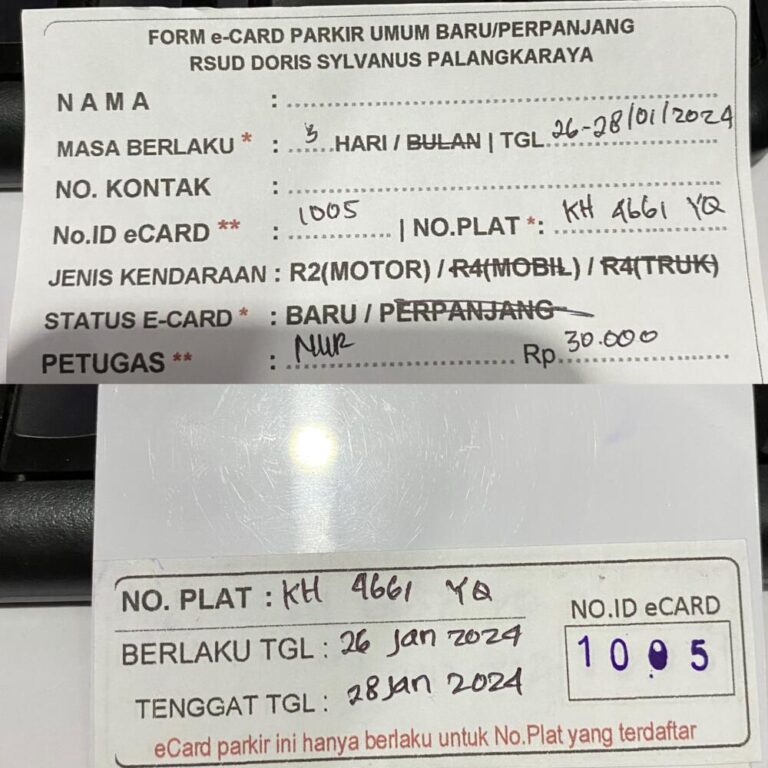 FORM e-CARD PARKIR UMUM BARU/PERPANJANG
RSUD DORIS SYLVANUS PALANGKARAYA
NAMA :
MASA BERLAKU * : 3 HARI / BULAN | TGL 26-28/01/2024
NO. KONTAK :
No.ID eCARD ** : 1005 | NO.PLAT *: KH 4661 YQ
JENIS KENDARAAN : R2(MOTOR) / R4(MOBIL) / R4(TRUK)
STATUS E-CARD * : BARU / PERPANJANG
PETUGAS ** : NUR Rp 30.000
NO. PLAT : KH 4661 YQ
BERLAKU TGL : 26 Jan 2024
TENGGAT TGL : 28 Jan 2024
NO.ID eCARD
1005
eCard parkir ini hanya berlaku untuk No.Plat yang terdaftar